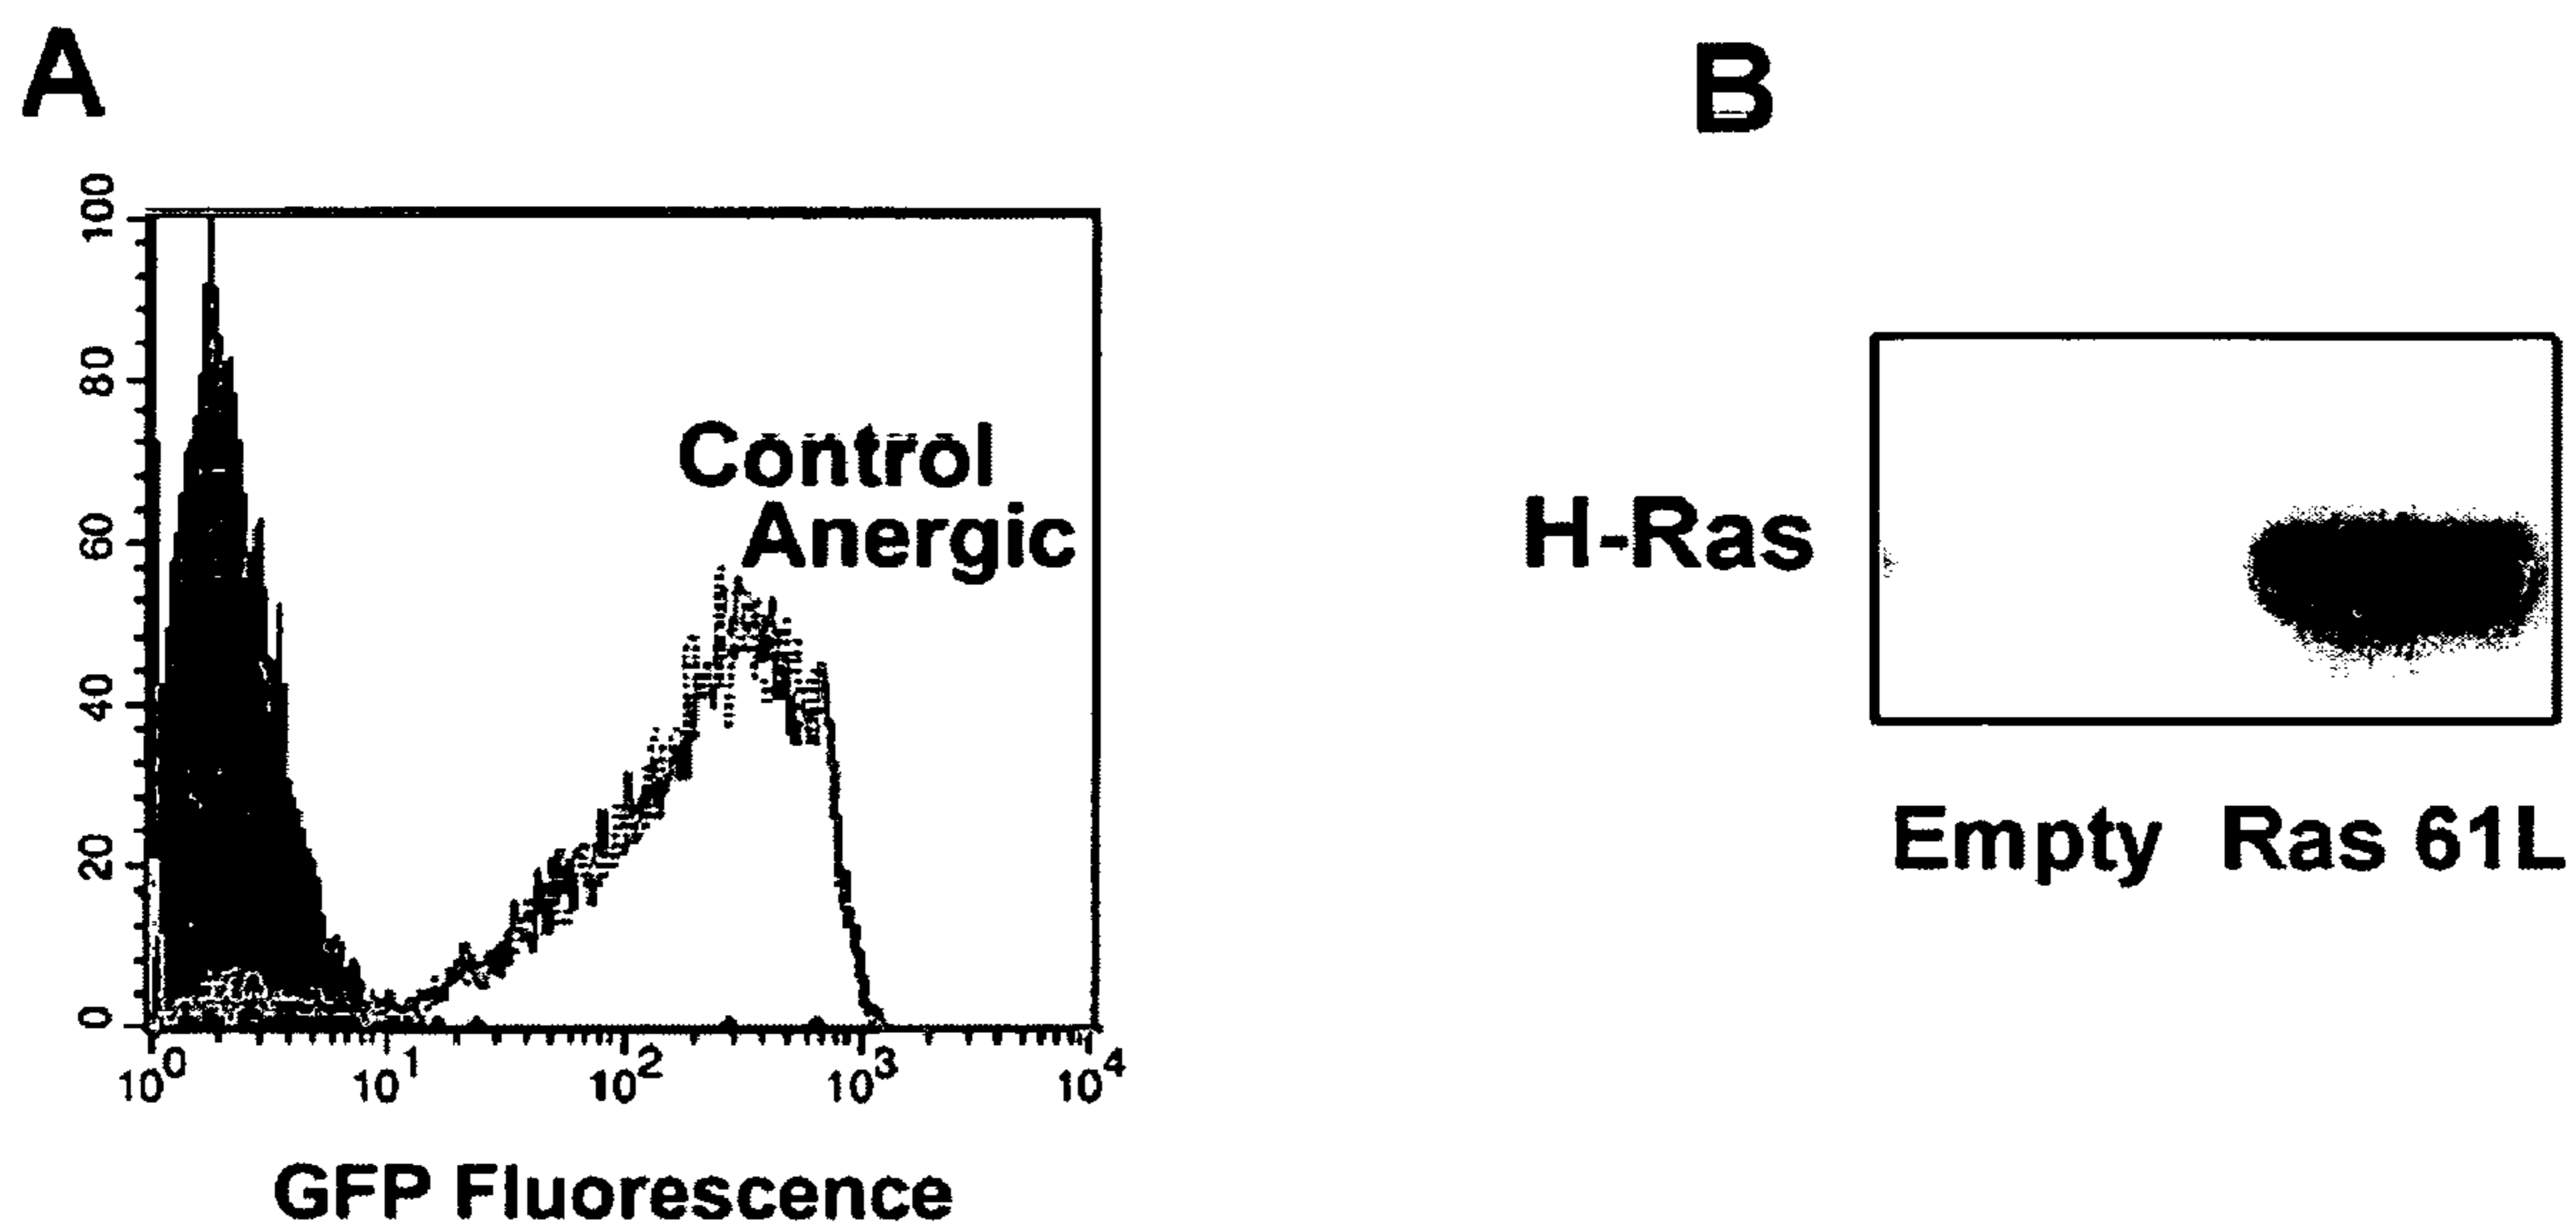 A
B
100
80
60
40
20
0
Control
Anergic
10^0 10^1 10^2 10^3 10^4
GFP Fluorescence
H-Ras
Empty Ras 61L